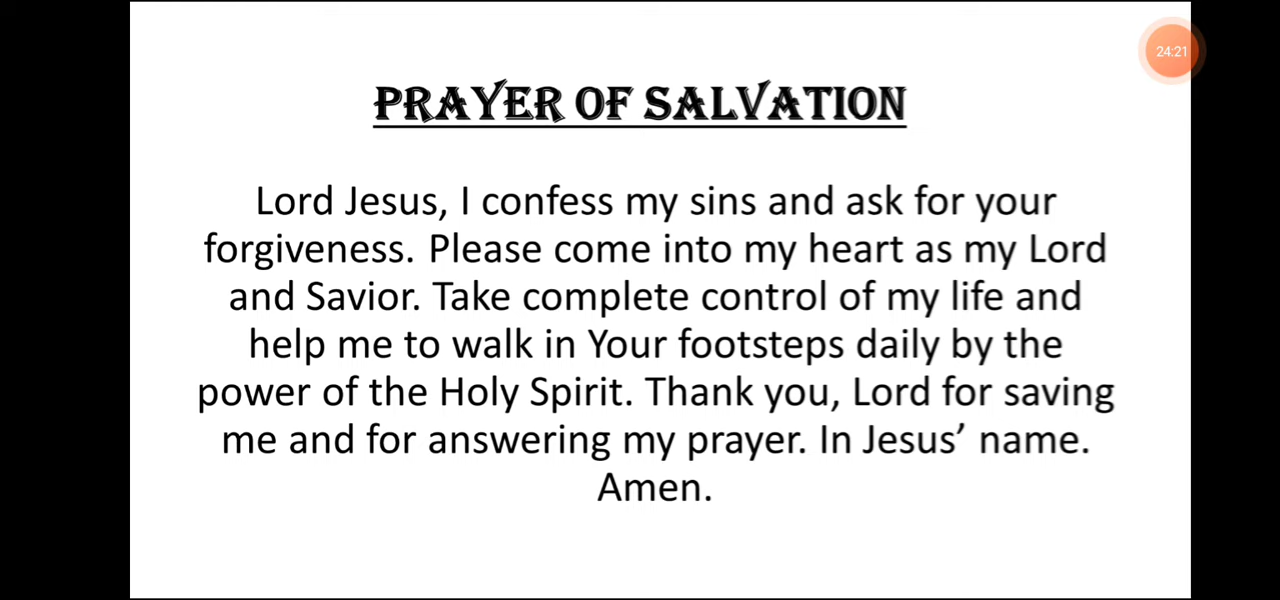 24:21
PRAYER OF SALVATION
Lord Jesus, I confess my sins and ask for your
forgiveness. Please come into my heart as my Lord
and Savior. Take complete control of my life and
help me to walk in Your footsteps daily by the
power of the Holy Spirit. Thank you, Lord for saving
me and for answering my prayer. In Jesus’ name.
Amen.